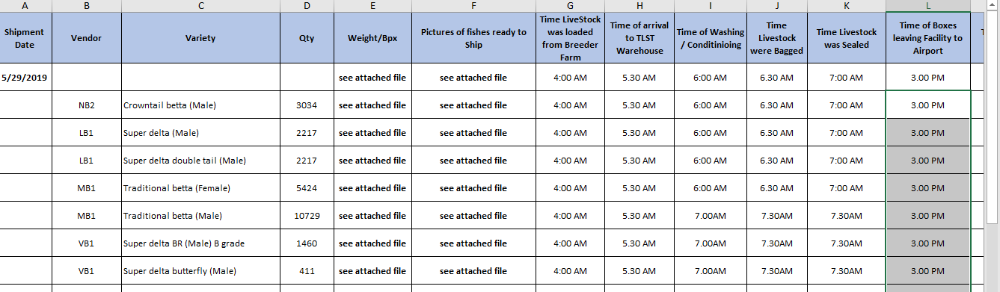 A B C D E F G H I J K L
Shipment Date | Vendor | Variety | Qty | Weight/Bpx | Pictures of fishes ready to Ship | Time LiveStock was loaded from Breeder Farm | Time of arrival to TLST Warehouse | Time of Washing / Conditinioing | Time Livestock were Bagged | Time Livestock was Sealed | Time of Boxes leaving Facility to Airport
5/29/2019 | see attached file | see attached file | 4:00 AM | 5.30 AM | 6:00 AM | 6.30 AM | 7:00 AM | 3.00 PM
NB2 | Crowntail betta (Male) | 3034 | see attached file | see attached file | 4:00 AM | 5.30 AM | 6:00 AM | 6.30 AM | 7:00 AM | 3.00 PM
LB1 | Super delta (Male) | 2217 | see attached file | see attached file | 4:00 AM | 5.30 AM | 6:00 AM | 6.30 AM | 7:00 AM | 3.00 PM
LB1 | Super delta double tail (Male) | 2217 | see attached file | see attached file | 4:00 AM | 5.30 AM | 6:00 AM | 6.30 AM | 7:00 AM | 3.00 PM
MB1 | Traditional betta (Female) | 5424 | see attached file | see attached file | 4:00 AM | 5.30 AM | 6:00 AM | 6.30 AM | 7:00 AM | 3.00 PM
MB1 | Traditional betta (Male) | 10729 | see attached file | see attached file | 4:00 AM | 5.30 AM | 7.00AM | 7.30AM | 7.30AM | 3.00 PM
VB1 | Super delta BR (Male) B grade | 1460 | see attached file | see attached file | 4:00 AM | 5.30 AM | 7.00AM | 7.30AM | 7.30AM | 3.00 PM
VB1 | Super delta butterfly (Male) | 411 | see attached file | see attached file | 4:00 AM | 5.30 AM | 7.00AM | 7.30AM | 7.30AM | 3.00 PM